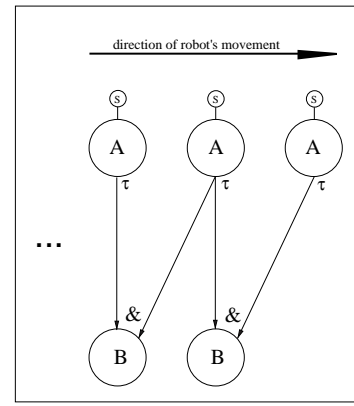 direction of robot's movement
s s s
A A A
τ τ τ
...
& &
B B